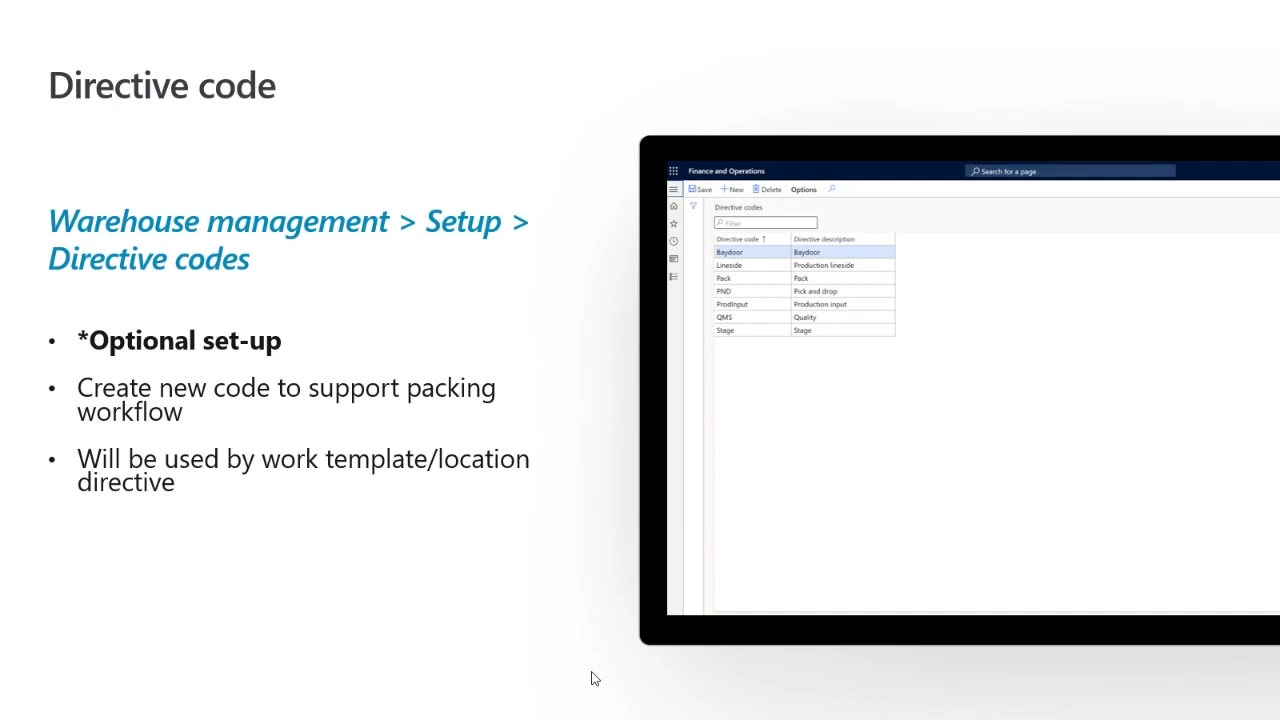 Directive code
Warehouse management > Setup >
Directive codes
• *Optional set-up
• Create new code to support packing
workflow
• Will be used by work template/location
directive
Finance and Operations
Search for a page
Save New Delete Options
Directive codes
Filter
Directive code ↑ Directive description
Baydoor Baydoor
Lineside Production lineside
Pack Pack
PND Pick and drop
ProdInput Production input
QMS Quality
Stage Stage